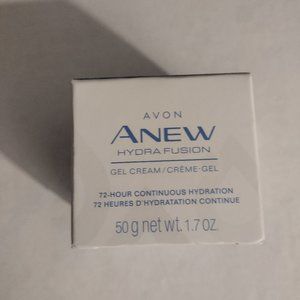 AVON
ANEW
HYDRA FUSION
GEL CREAM/CRÈME-GEL
72-HOUR CONTINUOUS HYDRATION
72 HEURES D'HYDRATATION CONTINUE
50 g net wt. 1.7 OZ.